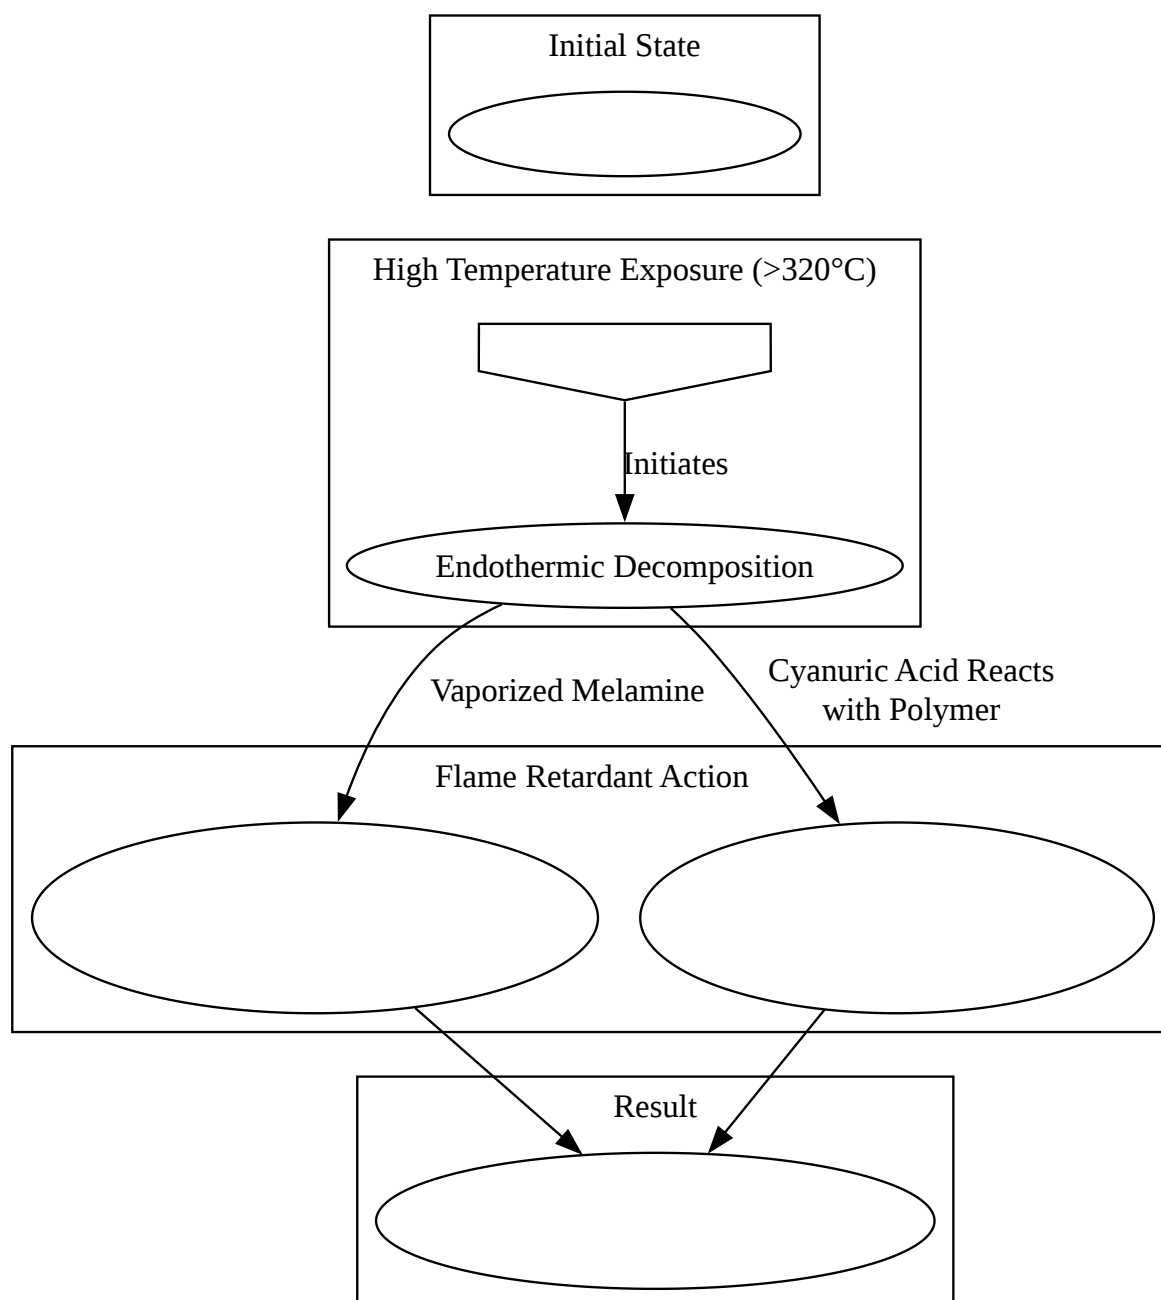 Initial State
High Temperature Exposure (>320°C)
Initiates
Endothermic Decomposition
Vaporized Melamine
Cyanuric Acid Reacts
with Polymer
Flame Retardant Action
Result